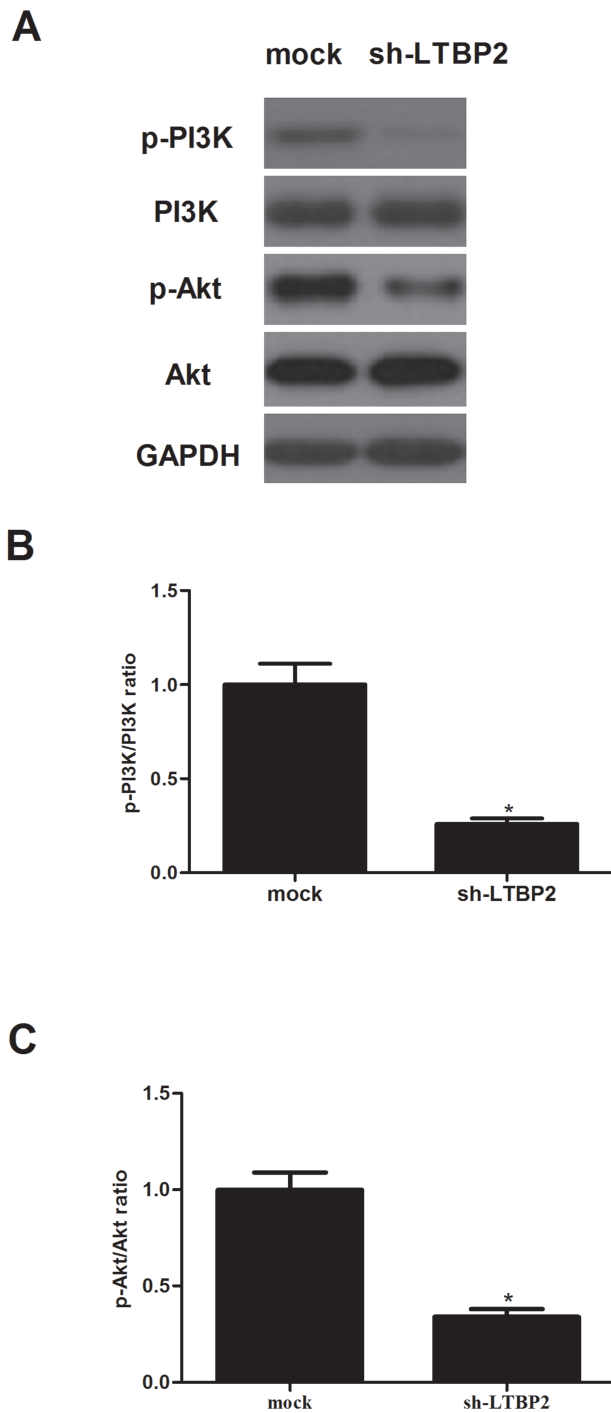 A
mock sh-LTBP2
p-PI3K
PI3K
p-Akt
Akt
GAPDH
B
p-PI3K/PI3K ratio
1.5
1.0
0.5
0.0
*
mock sh-LTBP2
C
p-Akt/Akt ratio
1.5
1.0
0.5
0.0
*
mock sh-LTBP2